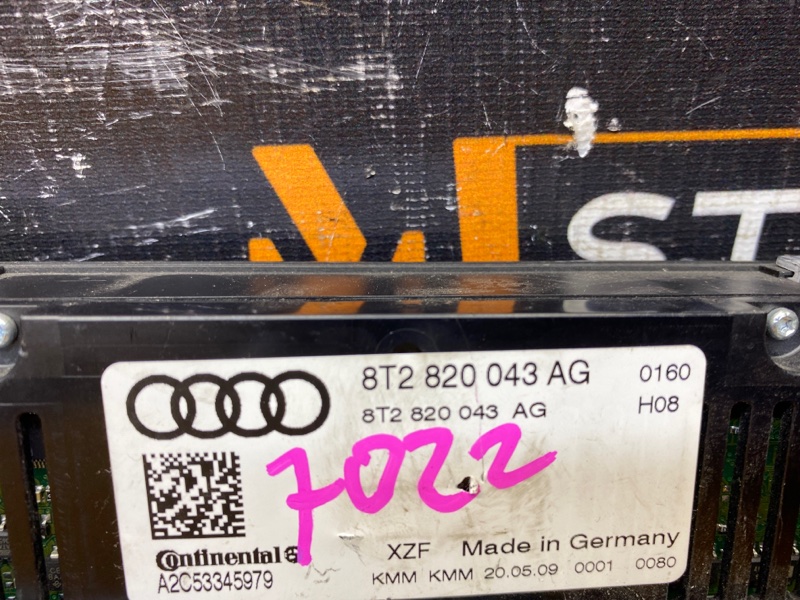 ST
8T2 820 043 AG 0160
8T2 820 043 AG H08
7022
Continental
XZF Made in Germany
A2C53345979
KMM KMM 20.05.09 0001 0080